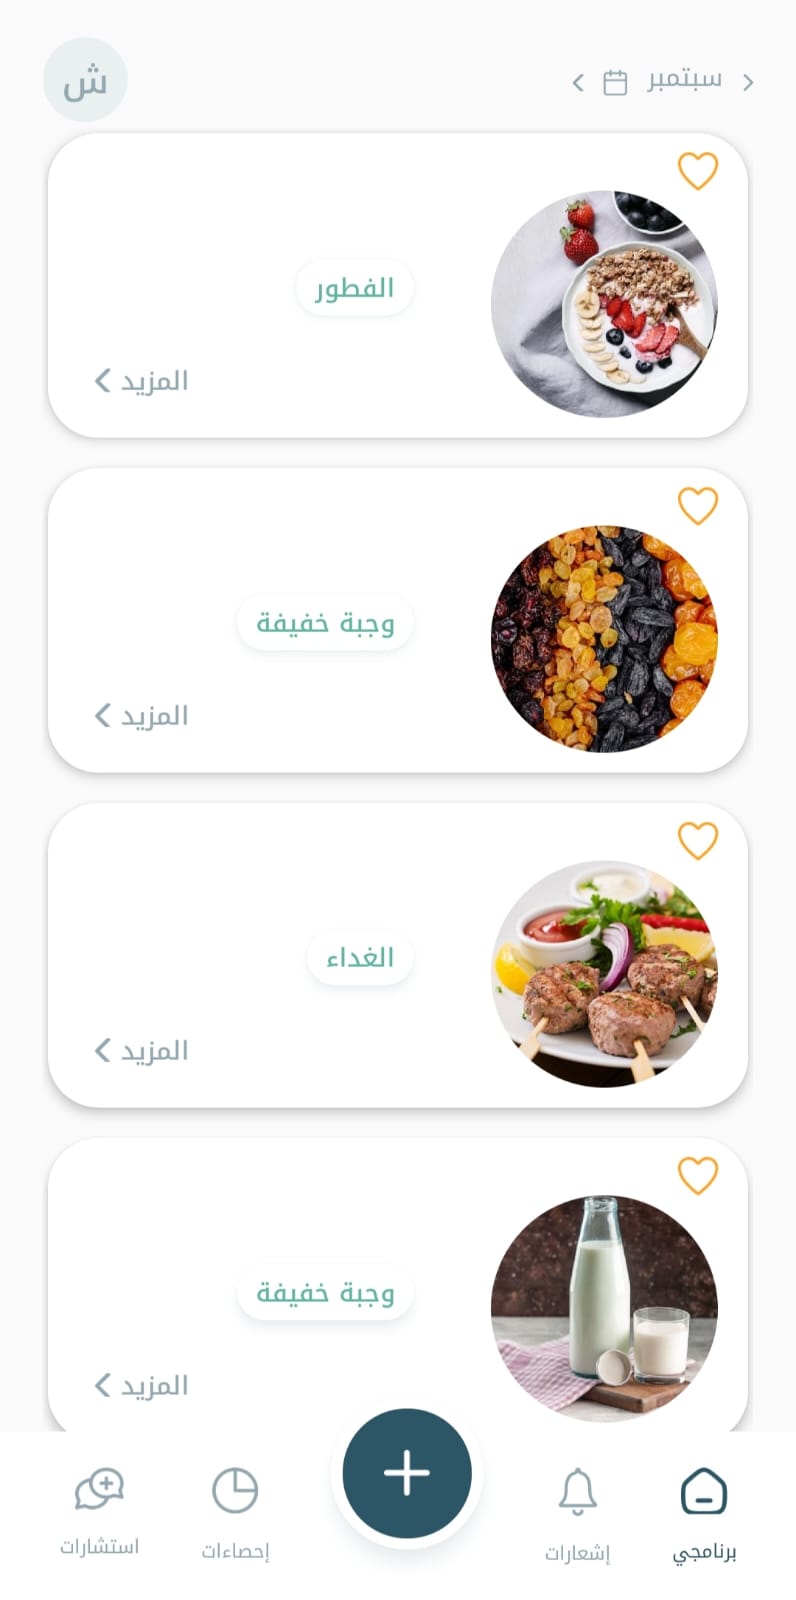 سبتمبر
ش
الفطور
المزيد
وجبة خفيفة
المزيد
الغداء
المزيد
وجبة خفيفة
المزيد
برنامجي
إشعارات
إحصاءات
استشارات